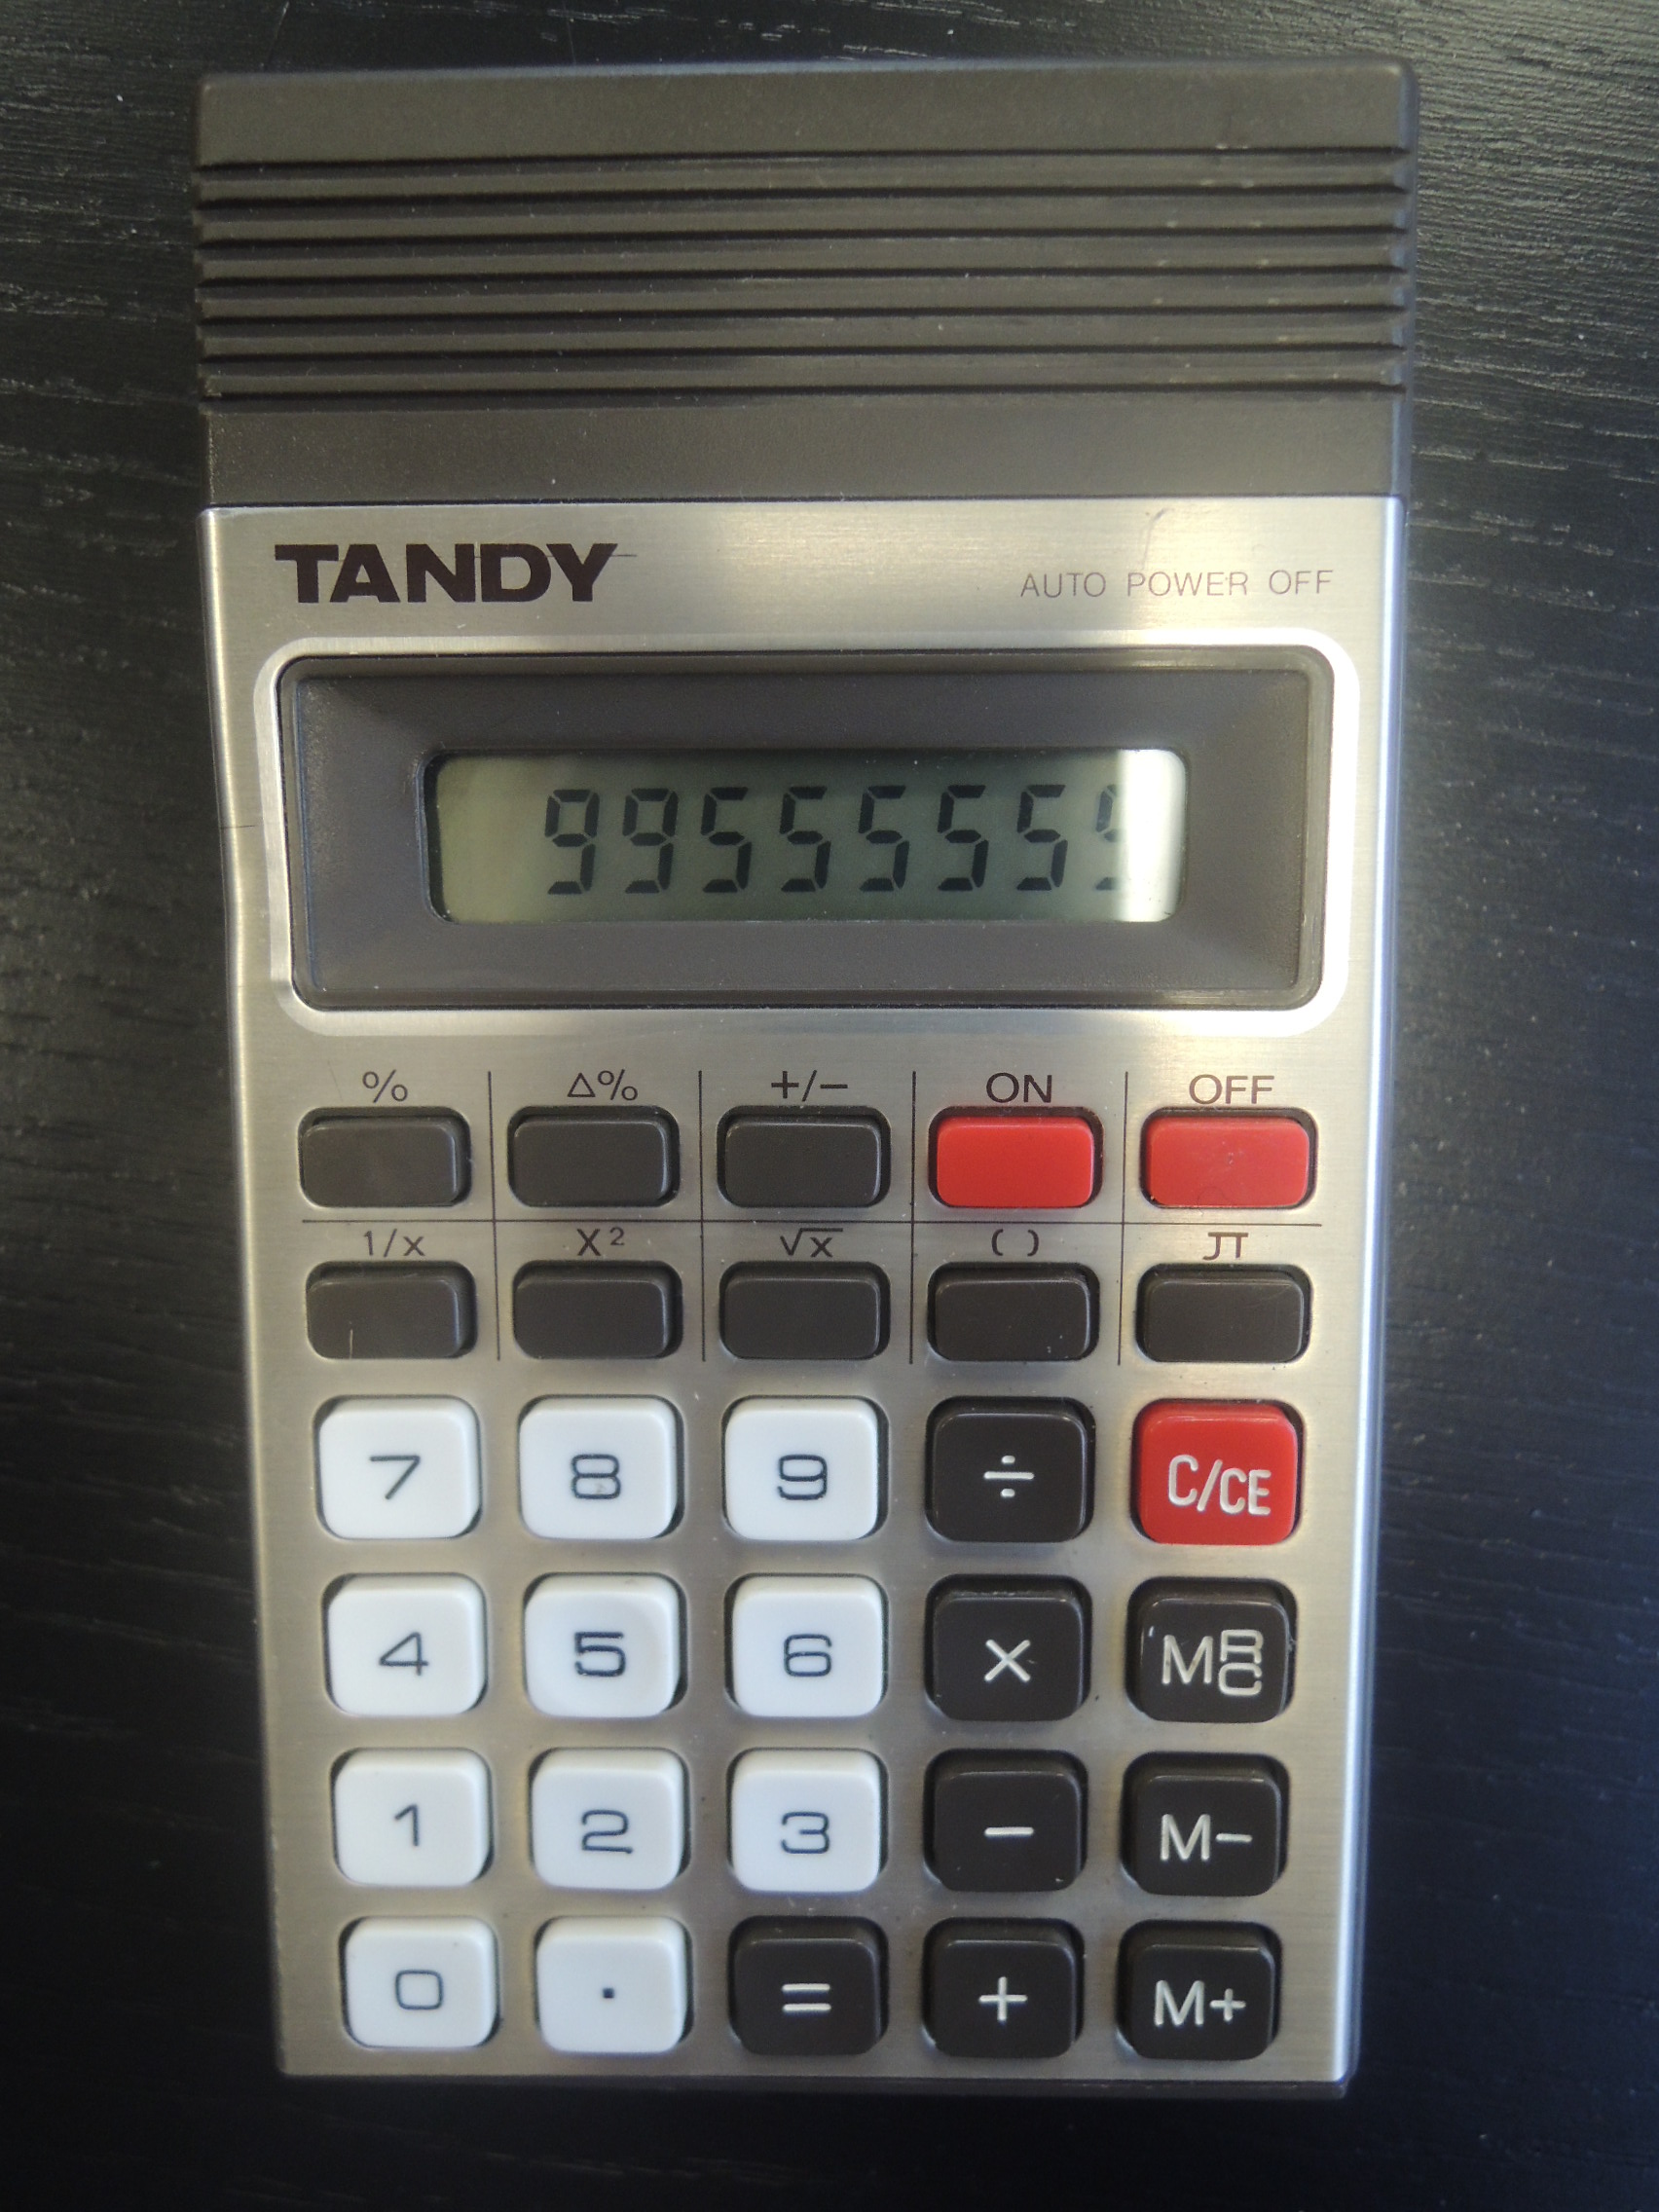 TANDY
AUTO POWER OFF
9955555
% Δ% +/− ON OFF
1/x X² √x ( ) π
7 8 9 ÷ C/CE
4 5 6 × MRC
1 2 3 − M−
0 . = + M+